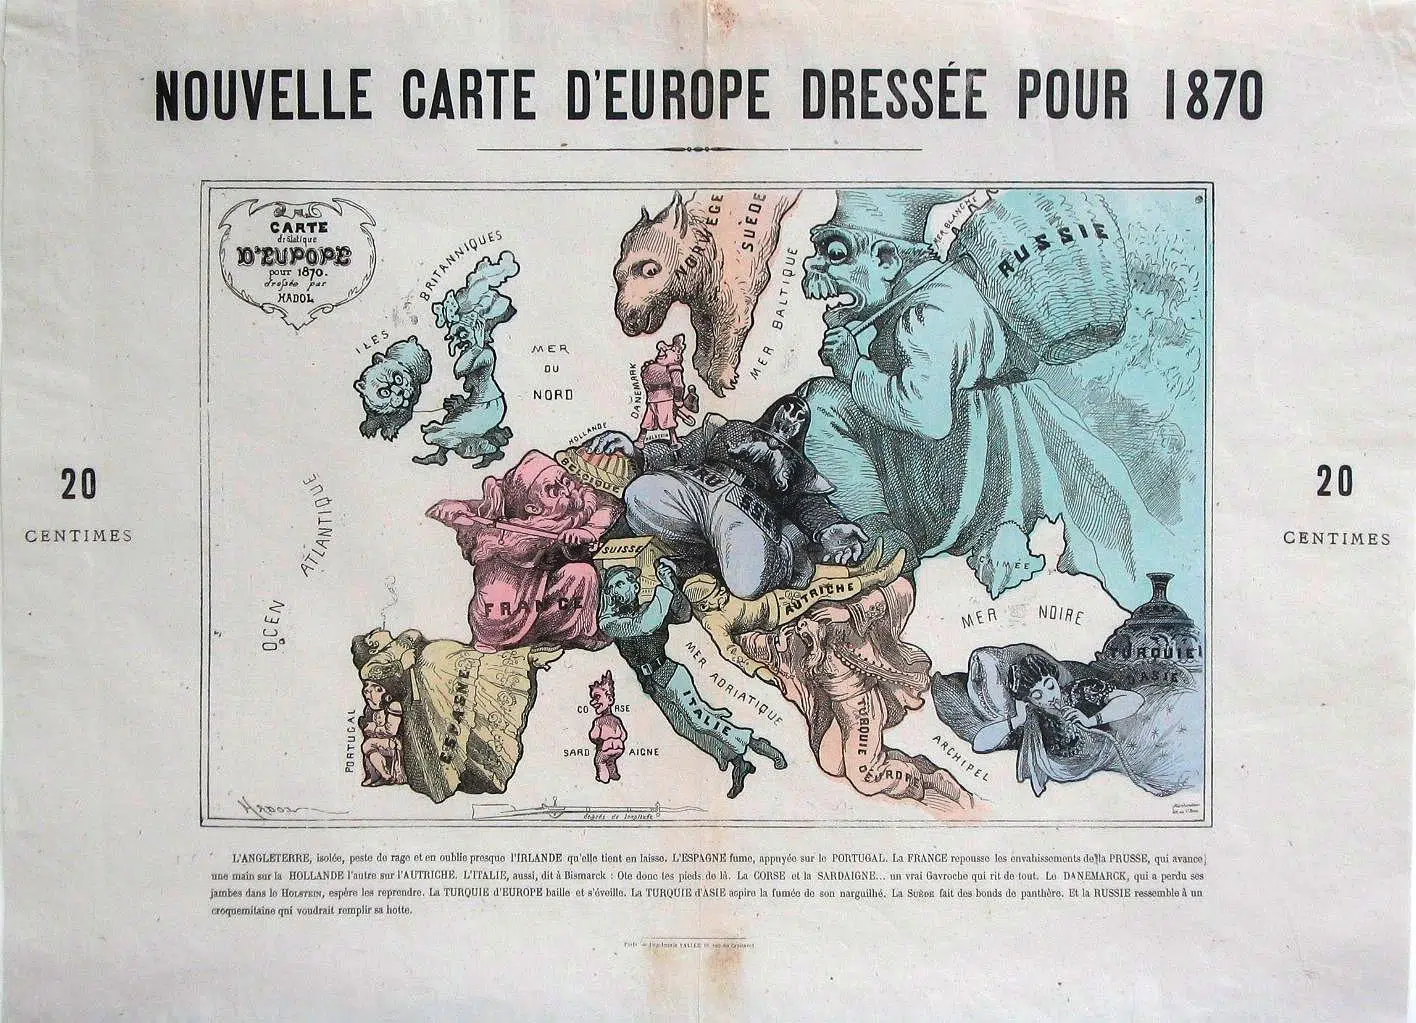 NOUVELLE CARTE D'EUROPE DRESSÉE POUR 1870
CARTE
drôlatique
D'EUROPE
pour 1870.
dressée par
HADOL
ILES BRITANNIQUES
MER
DU
NORD
NORWÈGE
SUÈDE
MER BALTIQUE
MER BLANCHE
RUSSIE
DANEMARK
HOLSTEIN
HOLLANDE
BELGIQUE
20
CENTIMES
20
CENTIMES
OCEN
ATLANTIQUE
SUISSE
FRANCE
AUTRICHE
CRIMÉE
MER NOIRE
TURQUIE
D'ASIE
MER ADRIATIQUE
ITALIE
ESPAGNE
PORTUGAL
CORSE
SARDAIGNE
TURQUIE
D'EUROPE
ARCHIPEL
HADOL
degrés de longitude
L'ANGLETERRE, isolée, peste de rage et en oublie presque l'IRLANDE qu'elle tient en laisse. L'ESPAGNE fume, appuyée sur le PORTUGAL. La FRANCE repousse les envahissements de la PRUSSE, qui avance
une main sur la HOLLANDE l'autre sur l'AUTRICHE. L'ITALIE, aussi, dit à Bismarck : Ote donc tes pieds de là. La CORSE et la SARDAIGNE... un vrai Gavroche qui rit de tout. Le DANEMARCK, qui a perdu ses
jambes dans le HOLSTEIN, espère les reprendre. La TURQUIE d'EUROPE baille et s'éveille. La TURQUIE d'ASIE aspire la fumée de son narguilhé. La SUÈDE fait des bonds de panthère. Et la RUSSIE ressemble à un
croquemitaine qui voudrait remplir sa hotte.